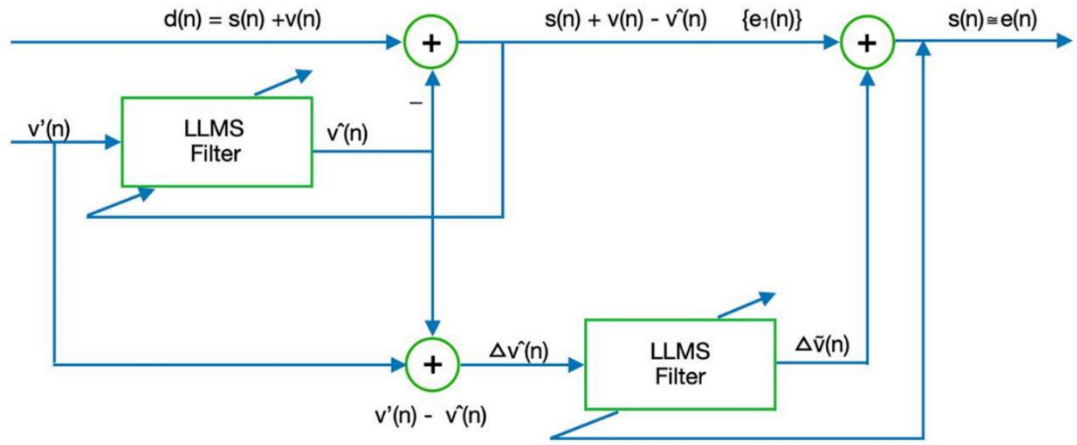 d(n) = s(n) +v(n)
+
s(n) + v(n) - v^(n)
{e₁(n)}
+
s(n) ≅ e(n)
−
v'(n)
LLMS
Filter
v^(n)
LLMS
Filter
+
Δv^(n)
Δṽ(n)
v'(n) - v^(n)